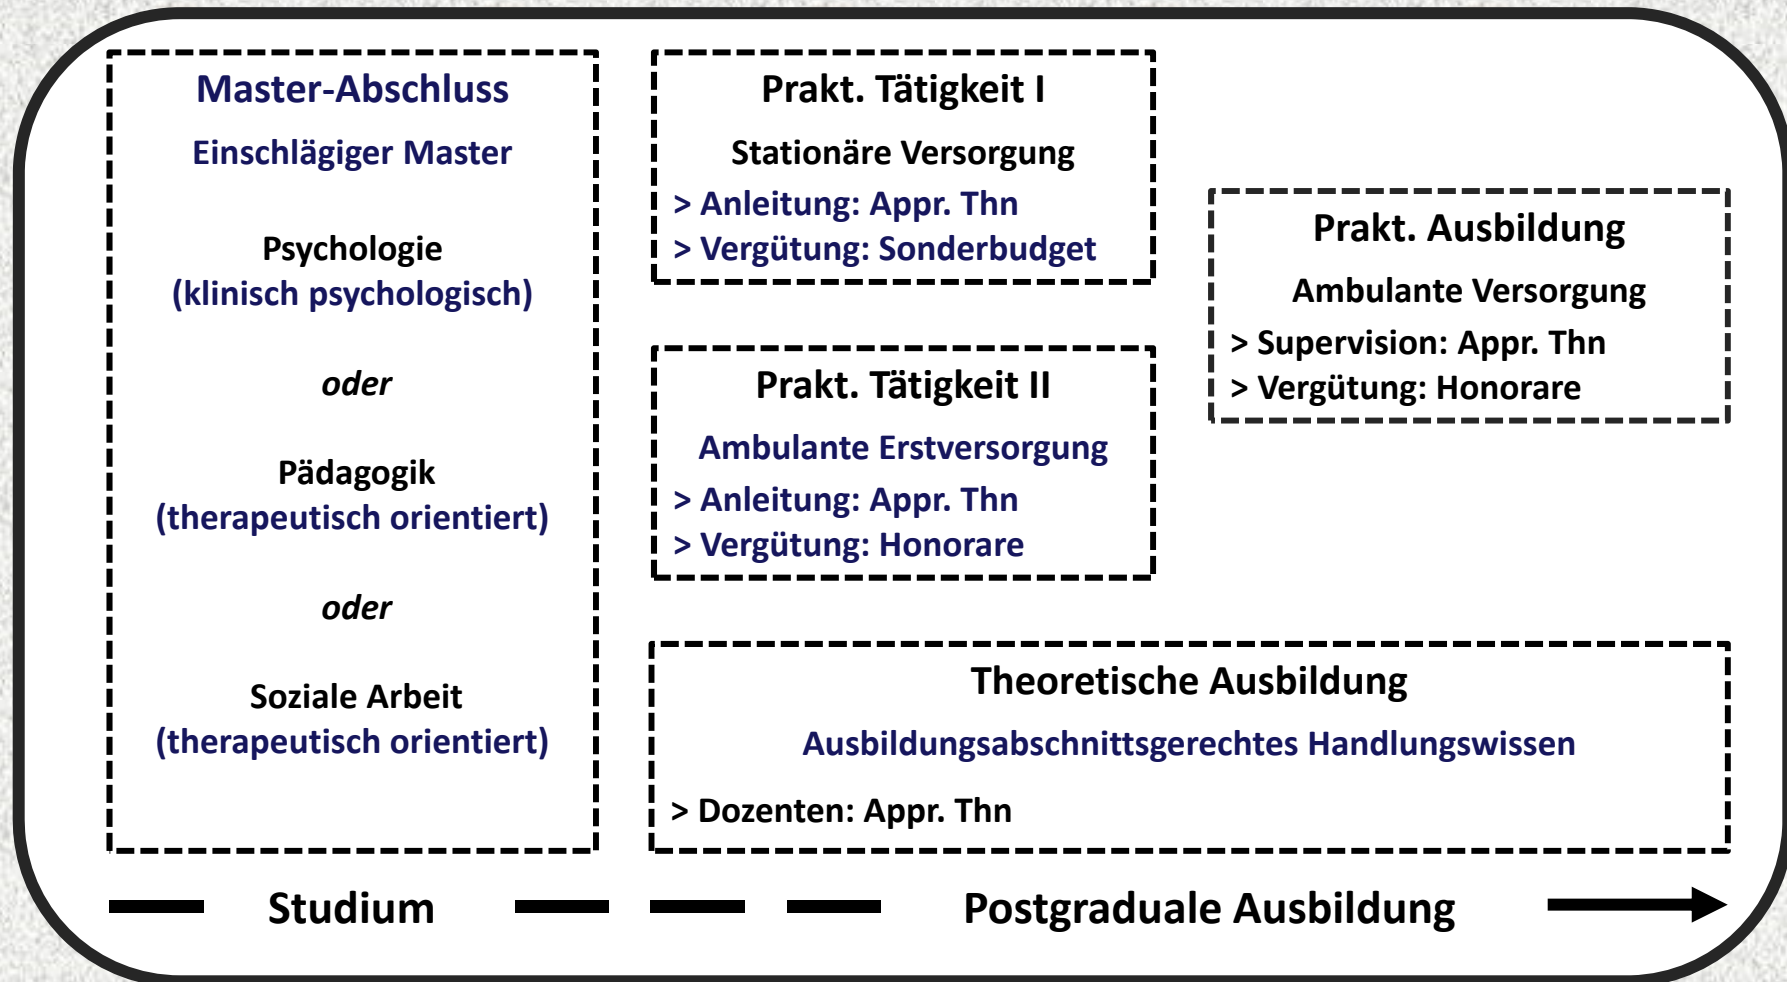 Master-Abschluss
Einschlägiger Master
Psychologie
(klinisch psychologisch)
oder
Pädagogik
(therapeutisch orientiert)
oder
Soziale Arbeit
(therapeutisch orientiert)
Prakt. Tätigkeit I
Stationäre Versorgung
> Anleitung: Appr. Thn
> Vergütung: Sonderbudget
Prakt. Tätigkeit II
Ambulante Erstversorgung
> Anleitung: Appr. Thn
> Vergütung: Honorare
Prakt. Ausbildung
Ambulante Versorgung
> Supervision: Appr. Thn
> Vergütung: Honorare
Theoretische Ausbildung
Ausbildungsabschnittsgerechtes Handlungswissen
> Dozenten: Appr. Thn
Studium
Postgraduale Ausbildung